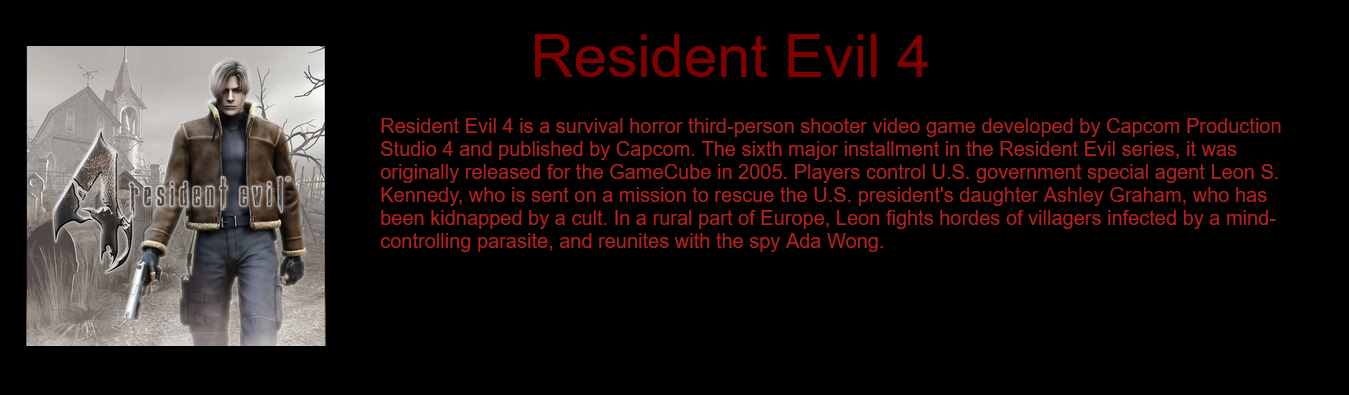 Resident Evil 4
Resident Evil 4 is a survival horror third-person shooter video game developed by Capcom Production
Studio 4 and published by Capcom. The sixth major installment in the Resident Evil series, it was
originally released for the GameCube in 2005. Players control U.S. government special agent Leon S.
Kennedy, who is sent on a mission to rescue the U.S. president's daughter Ashley Graham, who has
been kidnapped by a cult. In a rural part of Europe, Leon fights hordes of villagers infected by a mind-
controlling parasite, and reunites with the spy Ada Wong.
4 resident evil